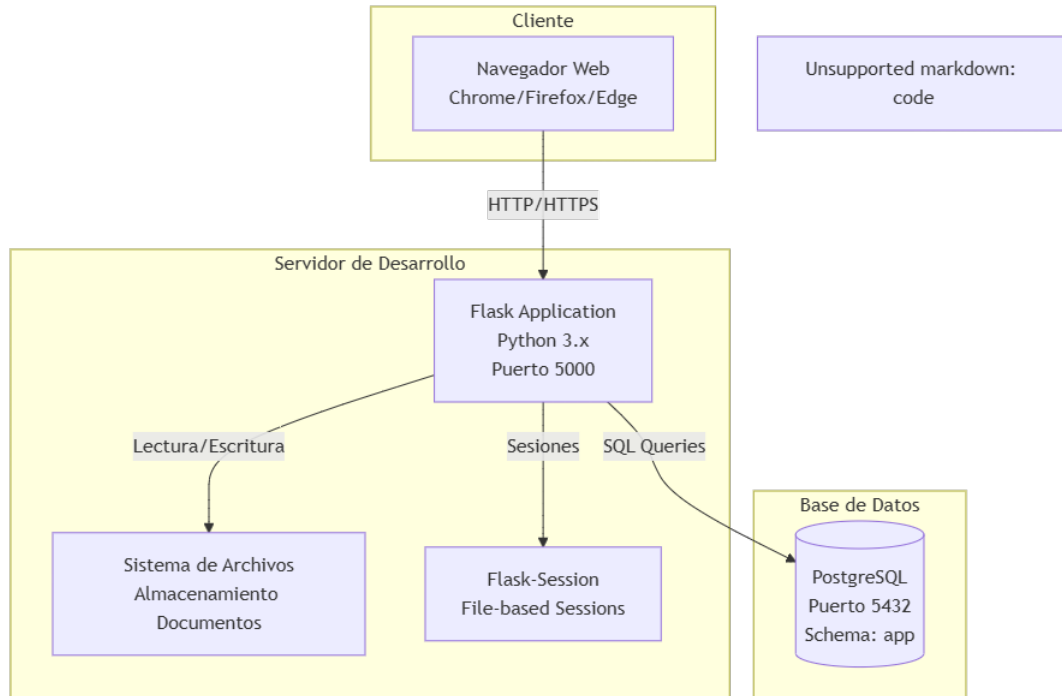 Cliente
Navegador Web
Chrome/Firefox/Edge
Unsupported markdown:
code
HTTP/HTTPS
Servidor de Desarrollo
Flask Application
Python 3.x
Puerto 5000
Lectura/Escritura
Sesiones
SQL Queries
Sistema de Archivos
Almacenamiento
Documentos
Flask-Session
File-based Sessions
Base de Datos
PostgreSQL
Puerto 5432
Schema: app